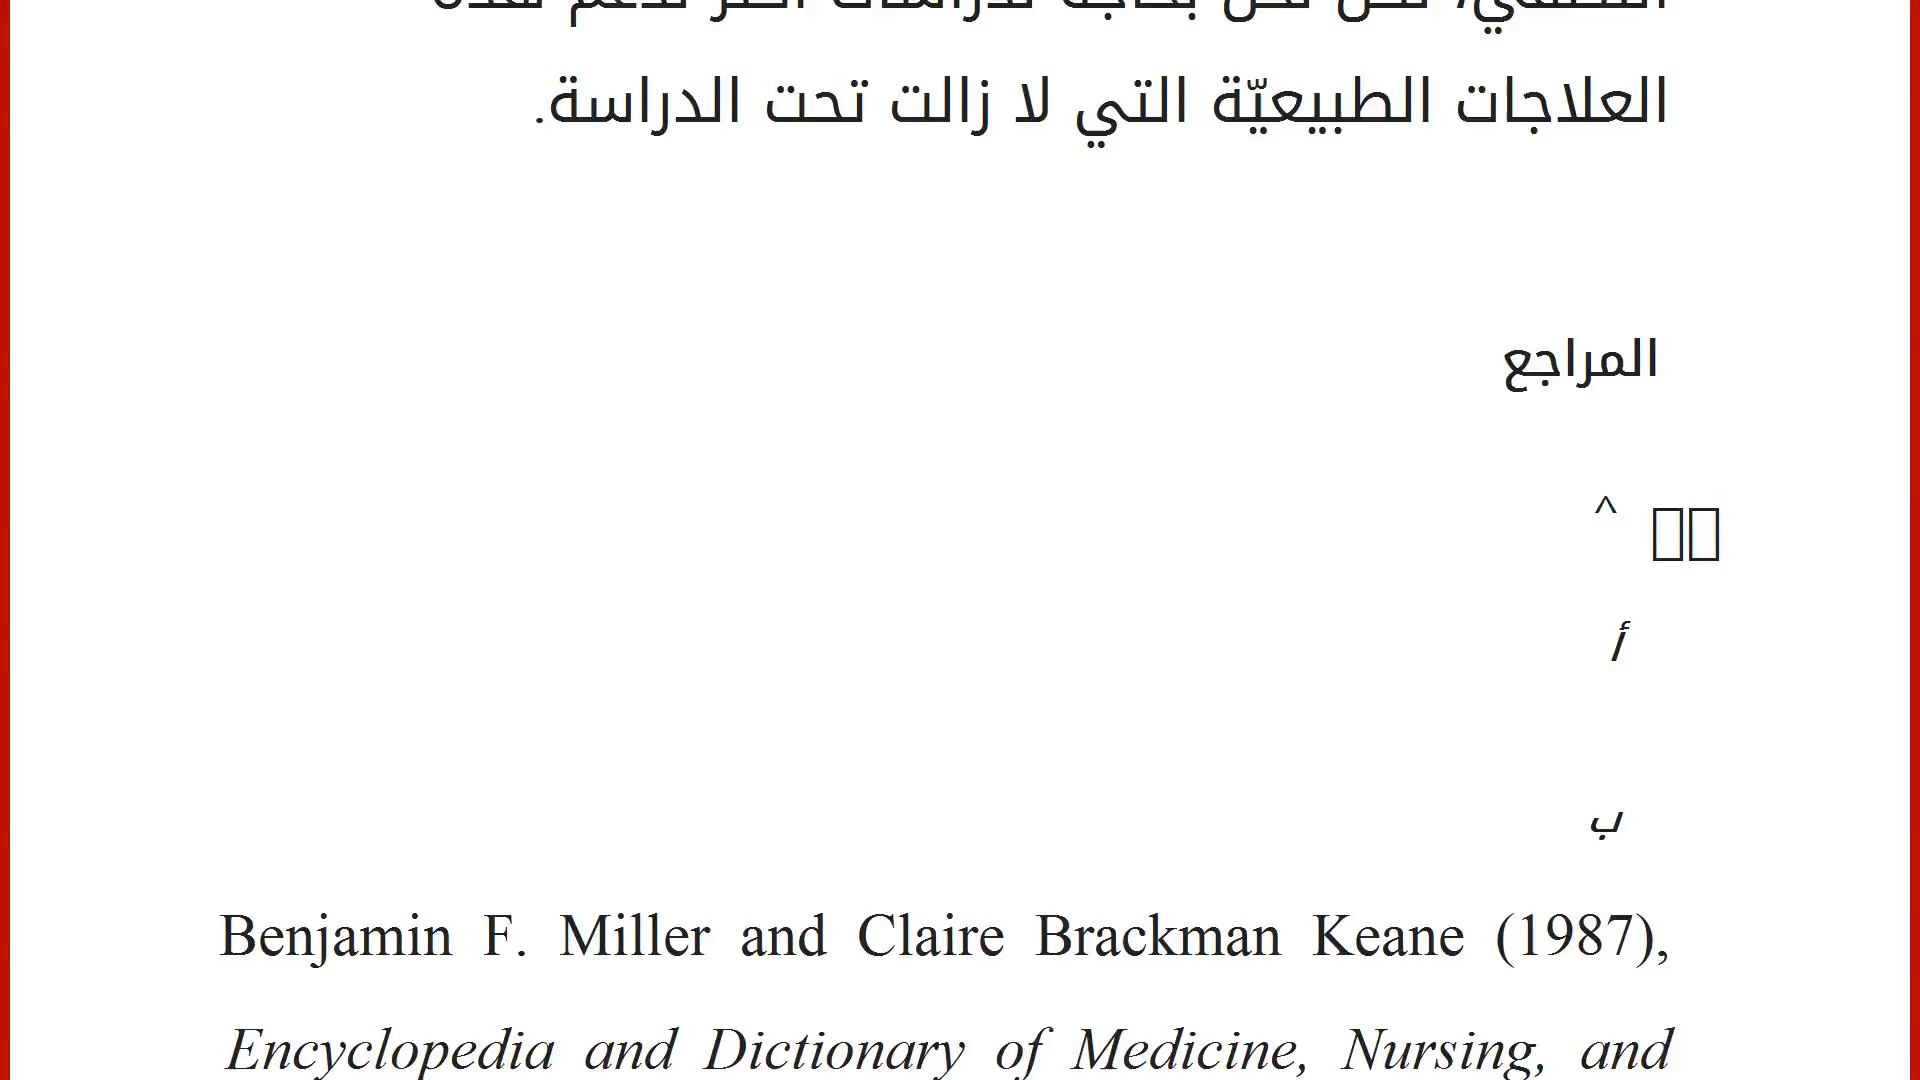 العلاجات الطبيعيّة التي لا زالت تحت الدراسة.
المراجع
^
أ
ب
Benjamin F. Miller and Claire Brackman Keane (1987),
Encyclopedia and Dictionary of Medicine, Nursing, and